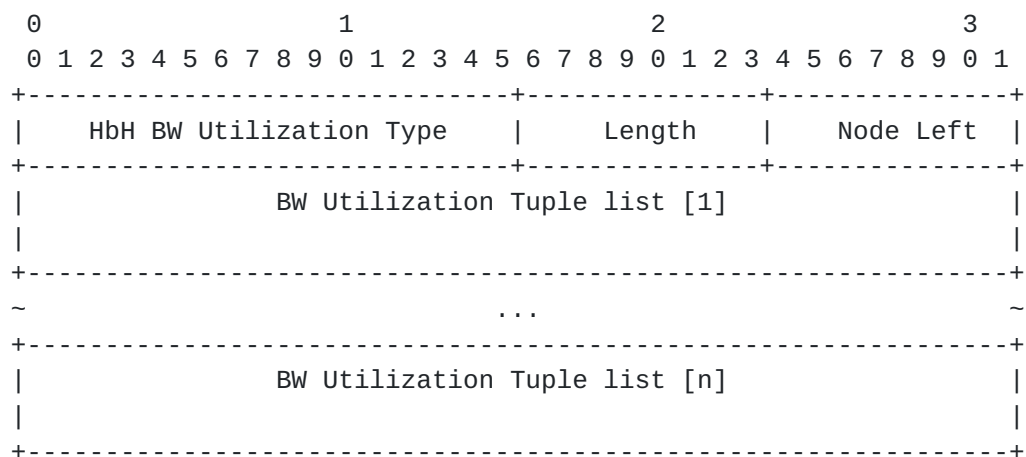 0                   1                   2                   3
 0 1 2 3 4 5 6 7 8 9 0 1 2 3 4 5 6 7 8 9 0 1 2 3 4 5 6 7 8 9 0 1
+-------------------------------+---------------+---------------+
|    HbH BW Utilization Type    |     Length    |    Node Left  |
+-------------------------------+---------------+---------------+
|                BW Utilization Tuple list [1]                  |
|                                                               |
+---------------------------------------------------------------+
~                              ...                              ~
+---------------------------------------------------------------+
|                BW Utilization Tuple list [n]                  |
|                                                               |
+---------------------------------------------------------------+